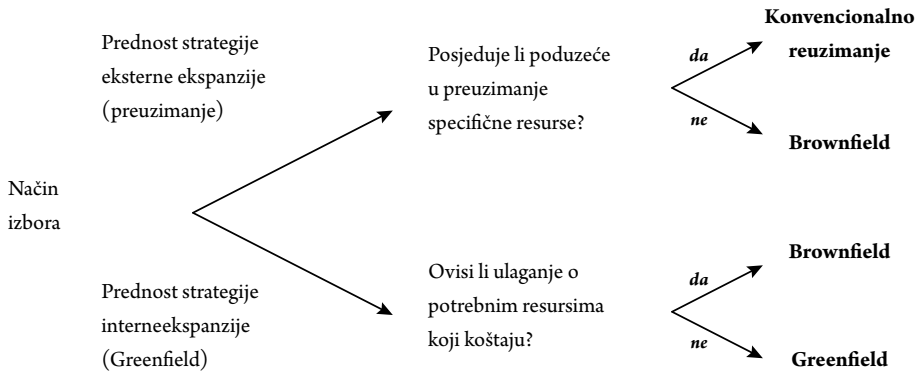 Način
izbora
Prednost strategije
eksterne ekspanzije
(preuzimanje)
Prednost strategije
interneekspanzije
(Greenfield)
Posjeduje li poduzeće
u preuzimanje
specifične resurse?
da
ne
Konvencionalno
reuzimanje
Brownfield
Ovisi li ulaganje o
potrebnim resursima
koji koštaju?
da
ne
Brownfield
Greenfield